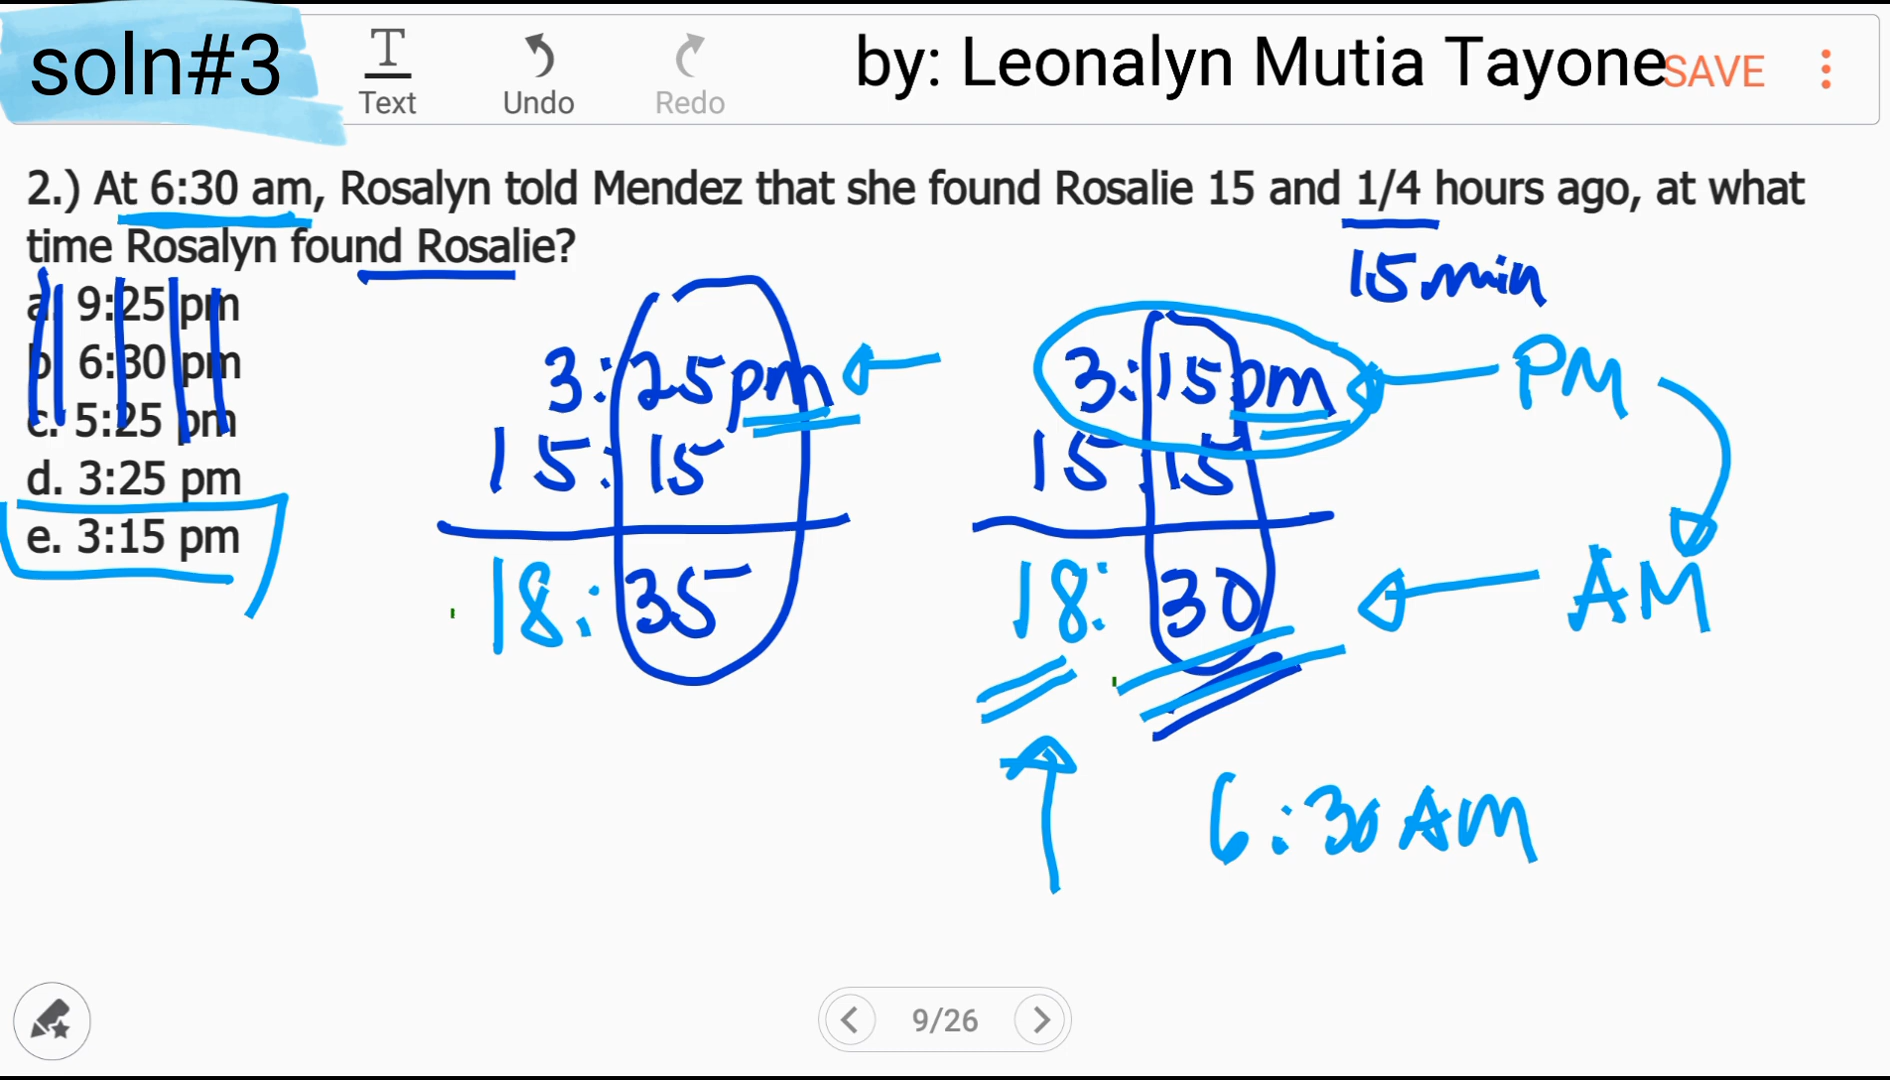 soln#3
T
Text
Undo
Redo
by: Leonalyn Mutia Tayone
SAVE
2.) At 6:30 am, Rosalyn told Mendez that she found Rosalie 15 and 1/4 hours ago, at what
time Rosalyn found Rosalie?
15 min
a. 9:25 pm
b. 6:30 pm
c. 5:25 pm
d. 3:25 pm
e. 3:15 pm
3:25pm
15:15
18:35
3:15pm
15:15
18:30
PM
AM
6:30 AM
9/26